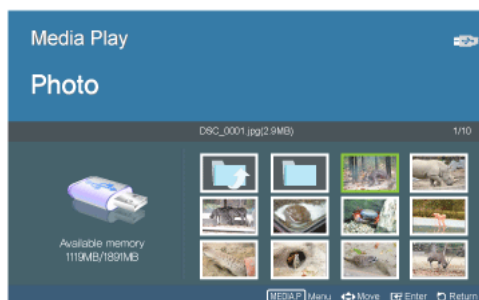 Media Play
Photo
DSC_0001.jpg(2.9MB) 1/10
Available memory
1119MB/1891MB
MEDIA.P Menu Move Enter Return